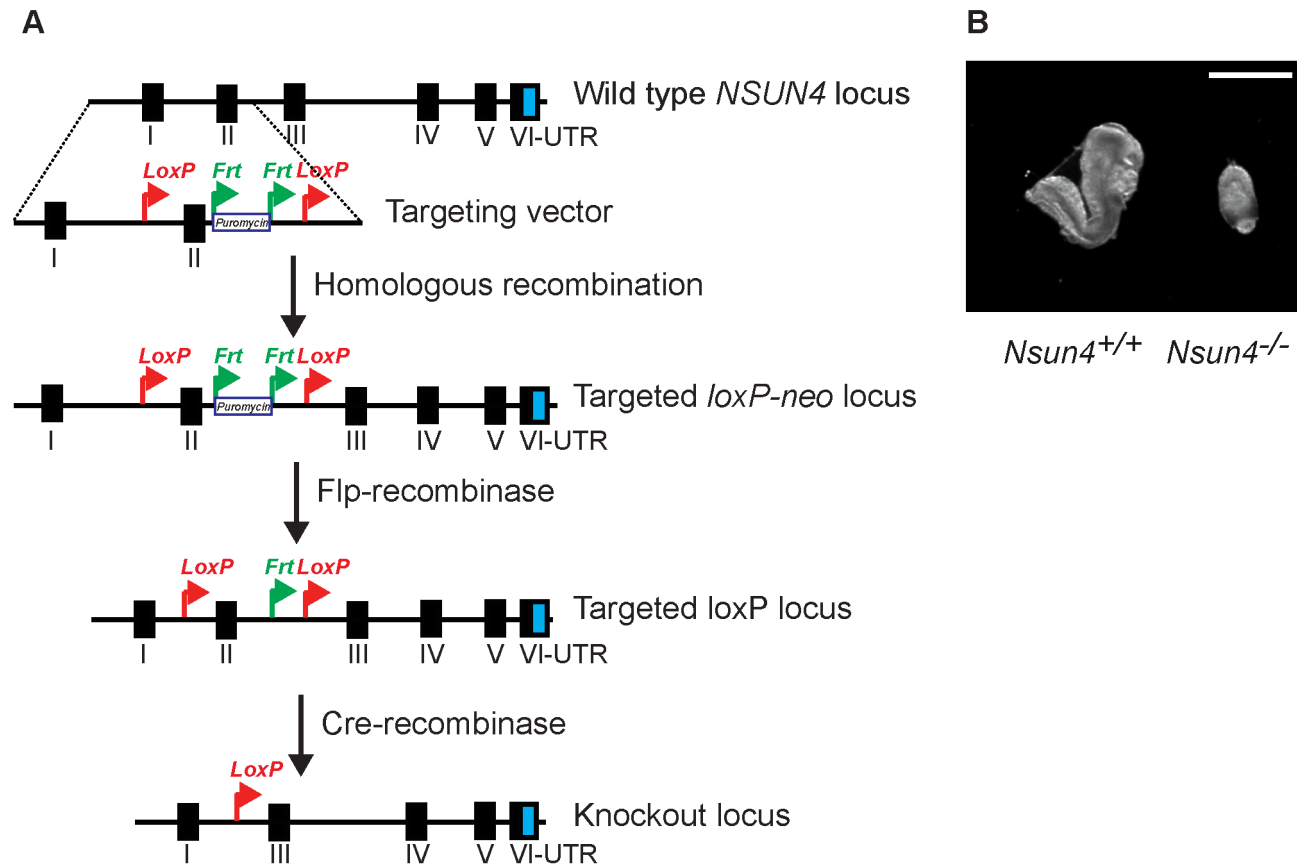 A
Wild type NSUN4 locus
I II III IV V VI-UTR
LoxP Frt Frt LoxP
Puromycin
Targeting vector
I II
Homologous recombination
LoxP Frt Frt LoxP
Puromycin
Targeted loxP-neo locus
I II III IV V VI-UTR
Flp-recombinase
LoxP Frt LoxP
Targeted loxP locus
I II III IV V VI-UTR
Cre-recombinase
LoxP
Knockout locus
I III IV V VI-UTR
B
Nsun4+/+ Nsun4-/-